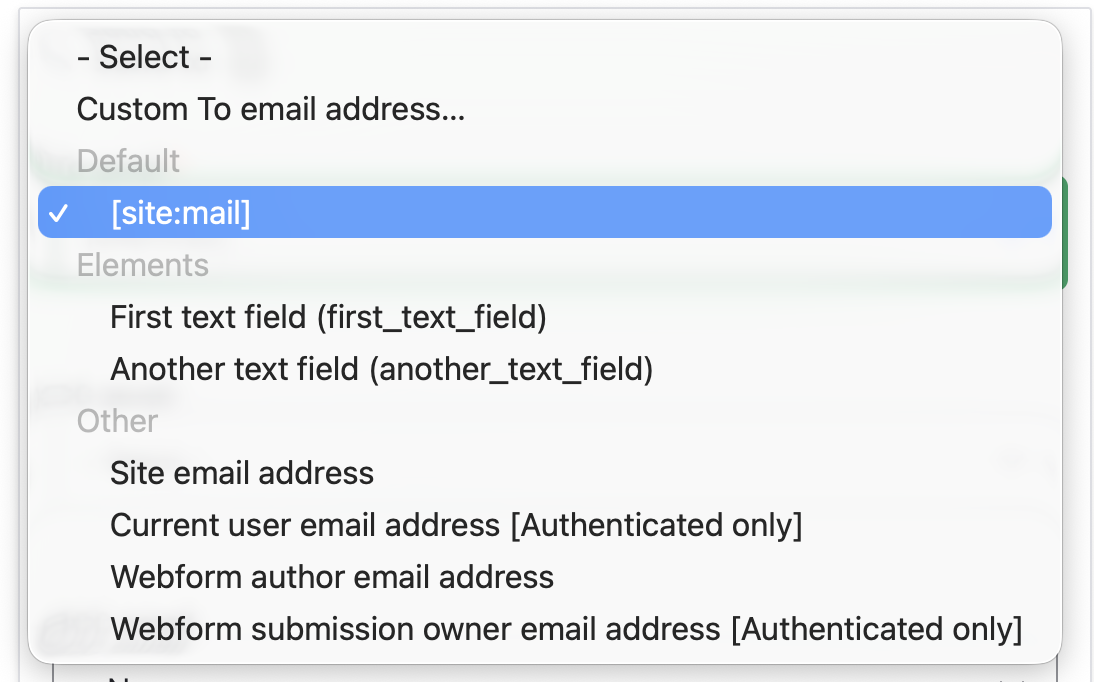 - Select -
Custom To email address...
Default
✓ [site:mail]
Elements
First text field (first_text_field)
Another text field (another_text_field)
Other
Site email address
Current user email address [Authenticated only]
Webform author email address
Webform submission owner email address [Authenticated only]